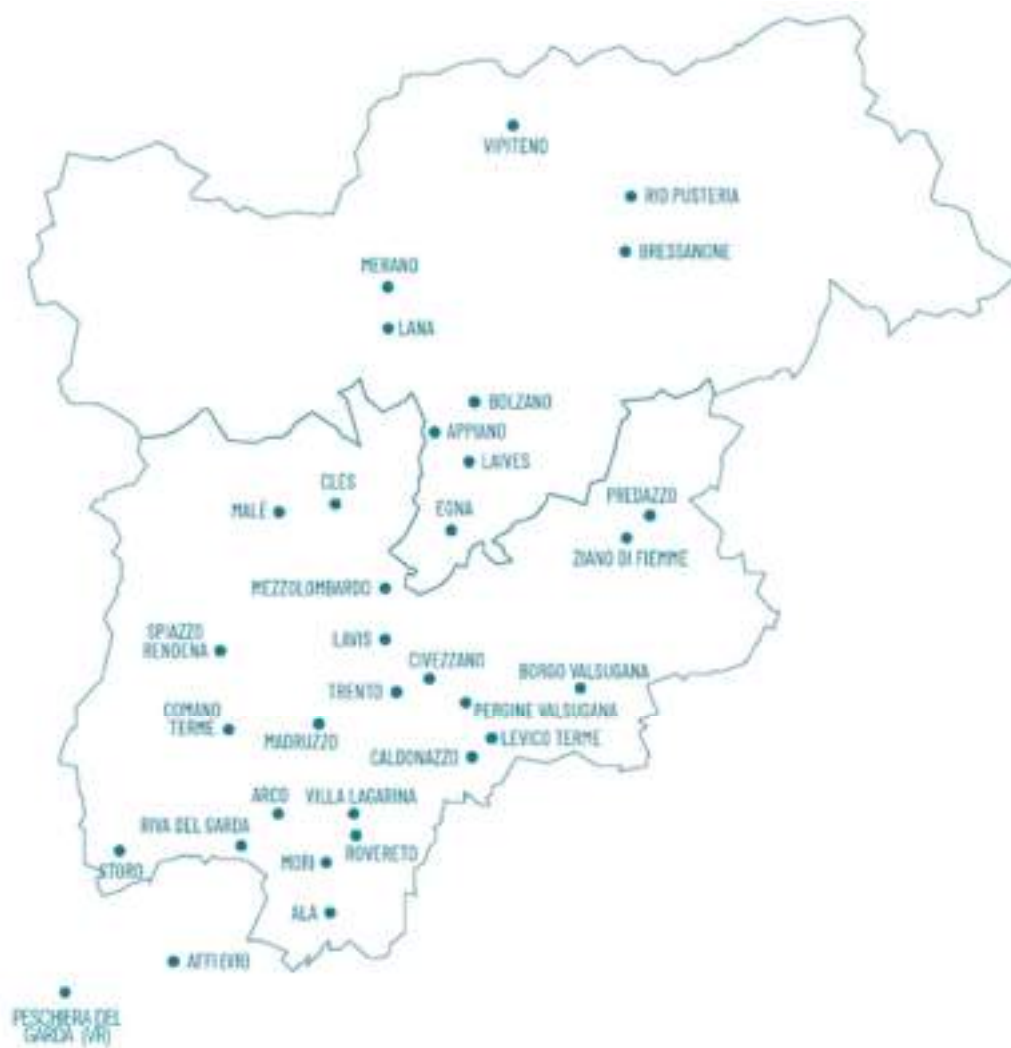 VIPITENO
RIO PUSTERIA
BRESSANONE
MERANO
LANA
BOLZANO
APPIANO
LAIVES
CLES
MALÉ
EGNA
PREDAZZO
ZIANO DI FIEMME
MEZZOLOMBARDO
SPIAZZO
RENDENA
LAVIS
CIVEZZANO
BORGO VALSUGANA
TRENTO
PERGINE VALSUGANA
COMANO
TERME
MADRUZZO
LEVICO TERME
CALDONAZZO
ARCO
VILLA LAGARINA
RIVA DEL GARDA
ROVERETO
STORO
MORI
ALA
AFFI (VR)
PESCHIERA DEL
GARDA (VR)